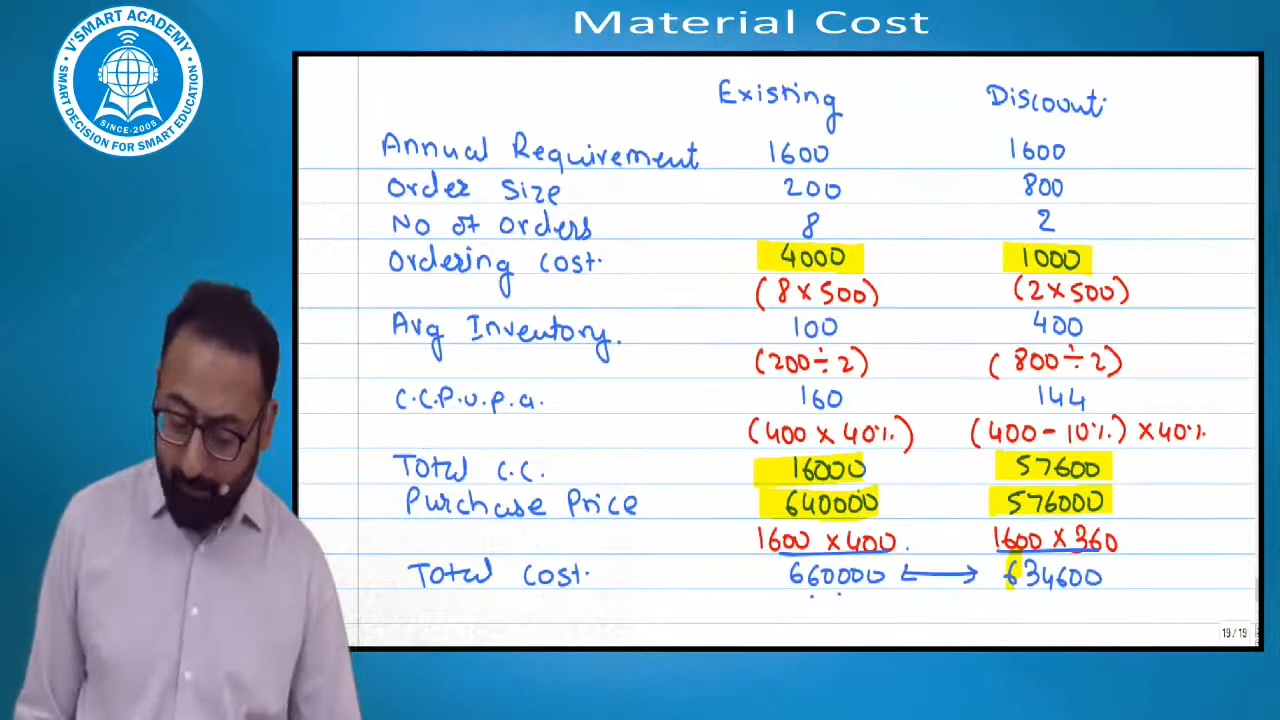 Material Cost
V'SMART ACADEMY
SMART DECISION FOR SMART EDUCATION
SINCE-2005
Existing Discounti
Annual Requirement 1600 1600
Order Size 200 800
No of orders 8 2
Ordering cost. 4000 1000
(8 × 500) (2 × 500)
Avg Inventory. 100 400
(200 ÷ 2) (800 ÷ 2)
C.C.P.U.P.a. 160 144
(400 × 40%) (400 - 10%) × 40%
Total C.C. 16000 57600
Purchase Price 640000 576000
1600 × 400 1600 × 360
Total Cost. 660000 ↔ 634600
19/19